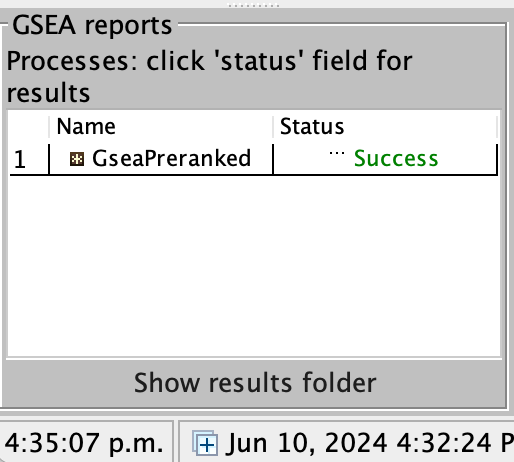 GSEA reports
Processes: click 'status' field for
results
Name Status
1 GseaPreranked ... Success
Show results folder
4:35:07 p.m. Jun 10, 2024 4:32:24 P